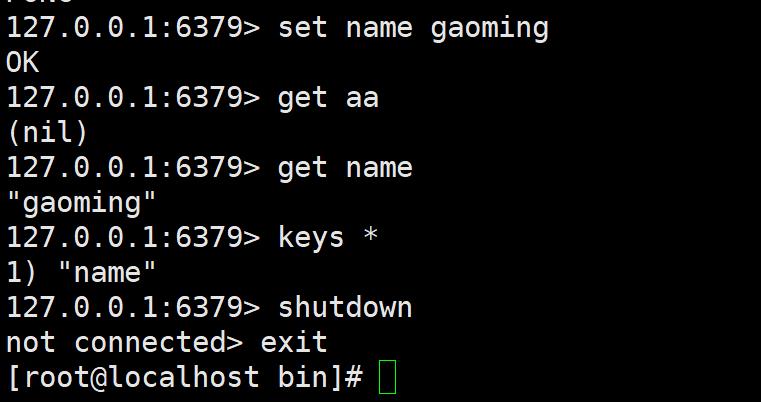 127.0.0.1:6379> set name gaoming
OK
127.0.0.1:6379> get aa
(nil)
127.0.0.1:6379> get name
"gaoming"
127.0.0.1:6379> keys *
1) "name"
127.0.0.1:6379> shutdown
not connected> exit
[root@localhost bin]#